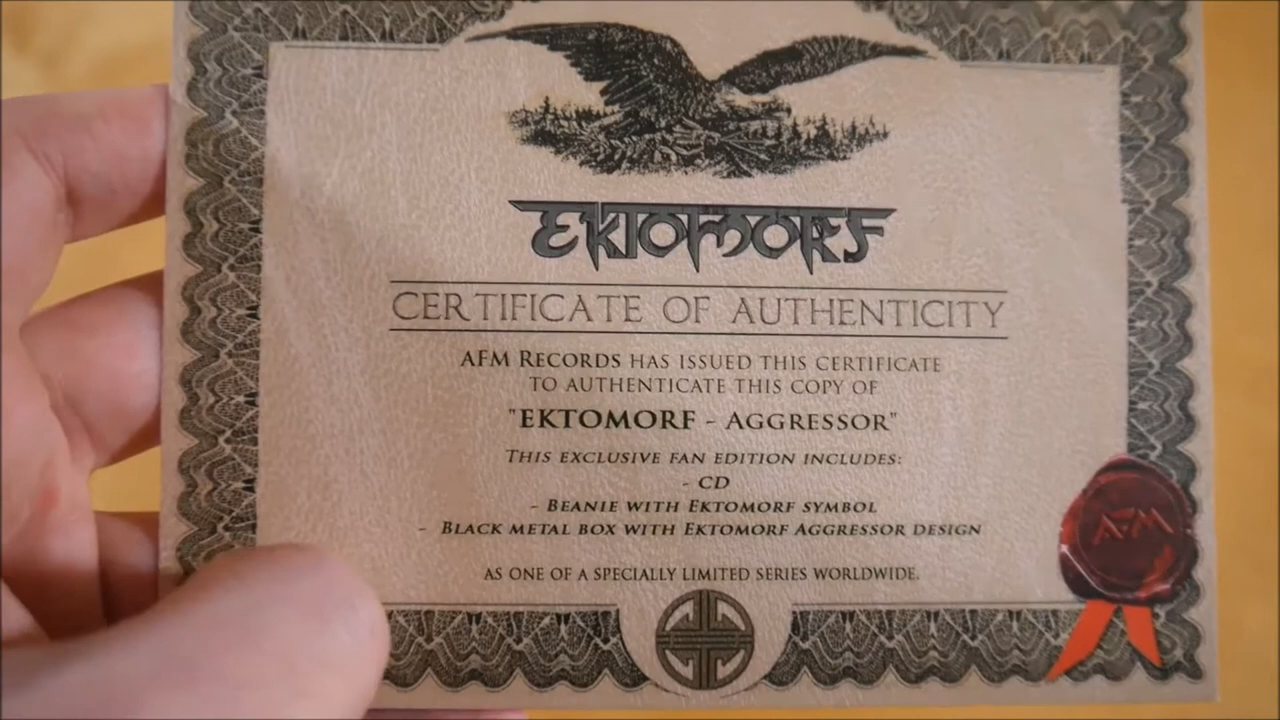 EKTOMORF
CERTIFICATE OF AUTHENTICITY
AFM RECORDS HAS ISSUED THIS CERTIFICATE
TO AUTHENTICATE THIS COPY OF
"EKTOMORF - AGGRESSOR"
THIS EXCLUSIVE FAN EDITION INCLUDES:
- CD
- BEANIE WITH EKTOMORF SYMBOL
- BLACK METAL BOX WITH EKTOMORF AGGRESSOR DESIGN
AS ONE OF A SPECIALLY LIMITED SERIES WORLDWIDE.
AFM